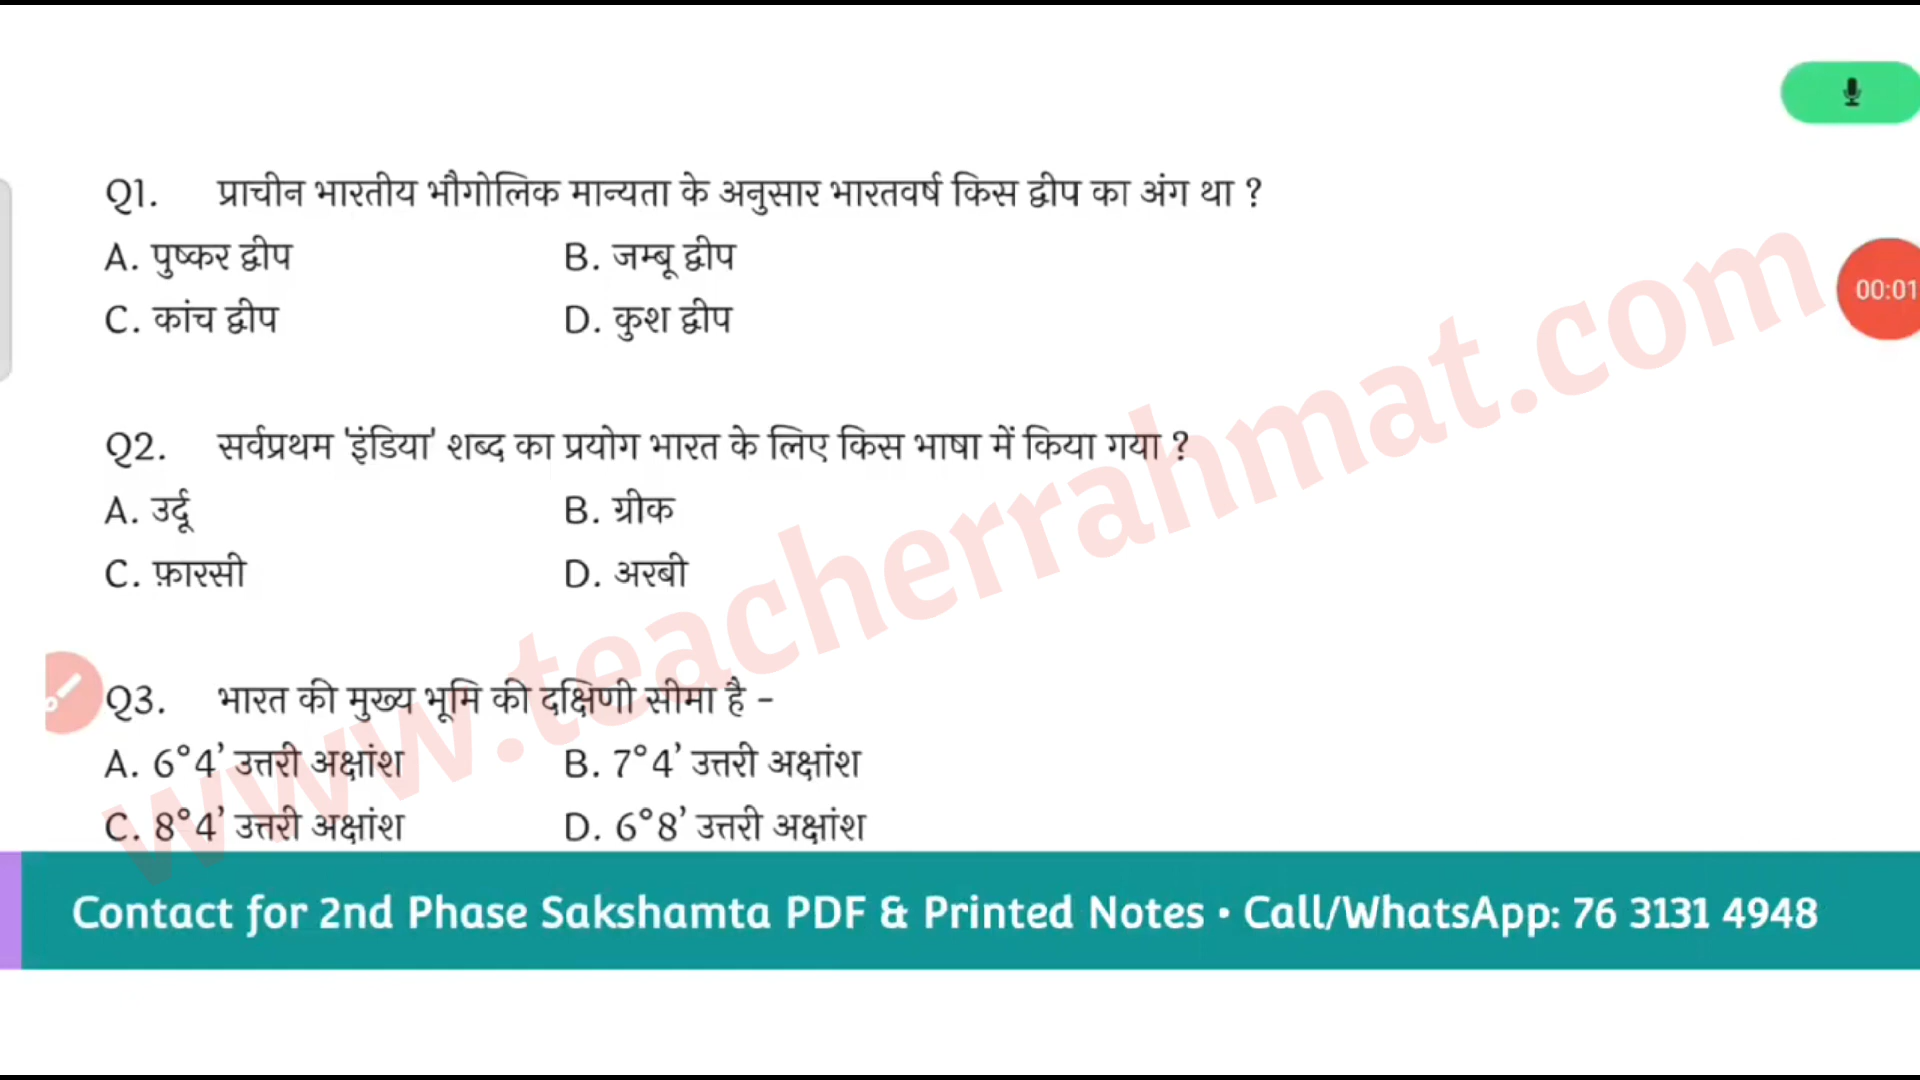 Q1. प्राचीन भारतीय भौगोलिक मान्यता के अनुसार भारतवर्ष किस द्वीप का अंग था ?
A. पुष्कर द्वीप B. जम्बू द्वीप
C. कांच द्वीप D. कुश द्वीप
00:01
Q2. सर्वप्रथम 'इंडिया' शब्द का प्रयोग भारत के लिए किस भाषा में किया गया ?
A. उर्दू B. ग्रीक
C. फ़ारसी D. अरबी
www.teacherrahmat.com
Q3. भारत की मुख्य भूमि की दक्षिणी सीमा है –
A. 6°4’ उत्तरी अक्षांश B. 7°4’ उत्तरी अक्षांश
C. 8°4’ उत्तरी अक्षांश D. 6°8’ उत्तरी अक्षांश
Contact for 2nd Phase Sakshamta PDF & Printed Notes • Call/WhatsApp: 76 3131 4948